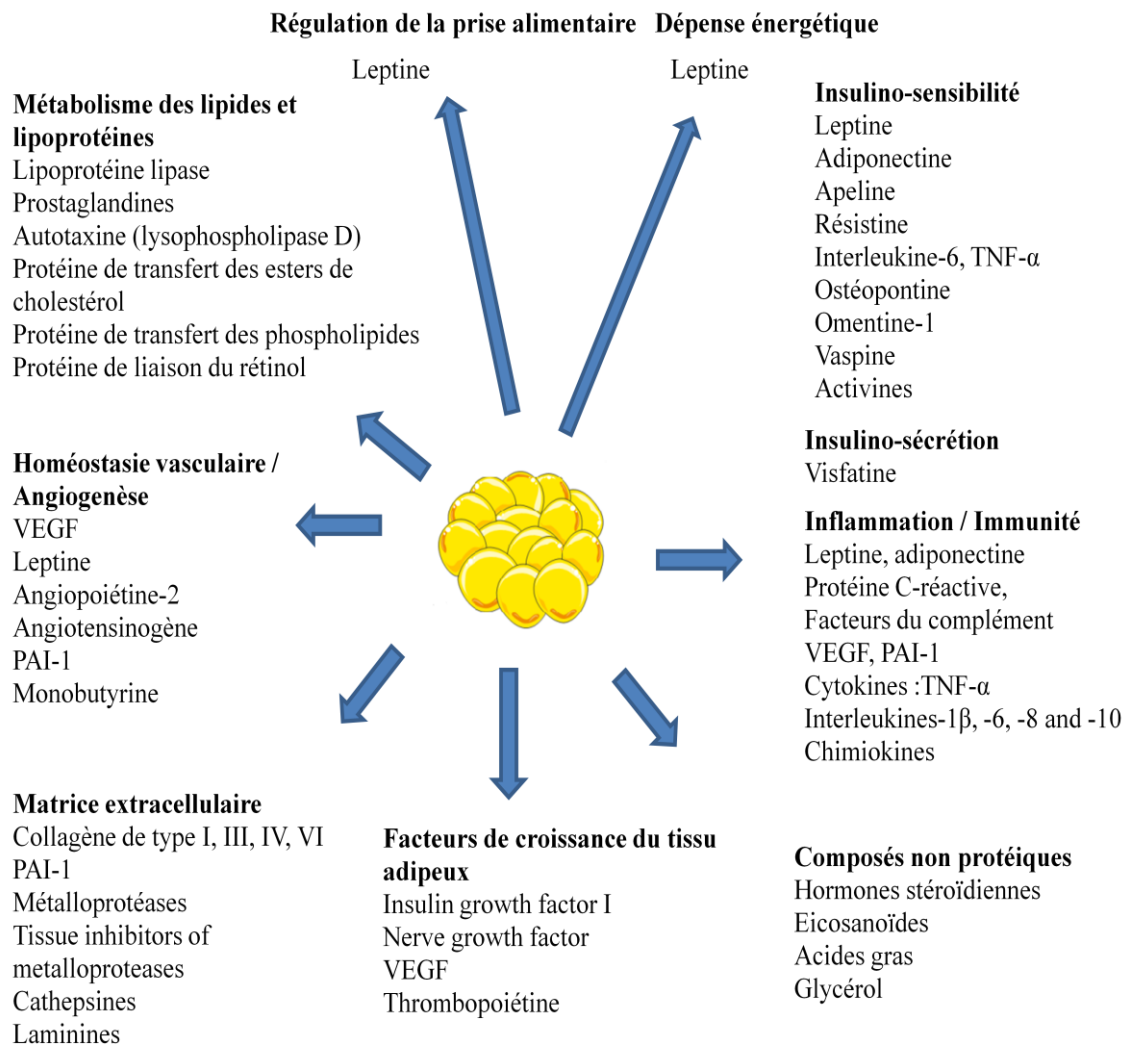 Régulation de la prise alimentaire
Leptine
Dépense énergétique
Leptine
Métabolisme des lipides et
lipoprotéines
Lipoprotéine lipase
Prostaglandines
Autotaxine (lysophospholipase D)
Protéine de transfert des esters de
cholestérol
Protéine de transfert des phospholipides
Protéine de liaison du rétinol
Homéostasie vasculaire /
Angiogenèse
VEGF
Leptine
Angiopoiétine-2
Angiotensinogène
PAI-1
Monobutyrine
Matrice extracellulaire
Collagène de type I, III, IV, VI
PAI-1
Métalloprotéases
Tissue inhibitors of
metalloproteases
Cathepsines
Laminines
Facteurs de croissance du tissu
adipeux
Insulin growth factor I
Nerve growth factor
VEGF
Thrombopoiétine
Insulino-sensibilité
Leptine
Adiponectine
Apeline
Résistine
Interleukine-6, TNF-α
Ostéopontine
Omentine-1
Vaspine
Activines
Insulino-sécrétion
Visfatine
Inflammation / Immunité
Leptine, adiponectine
Protéine C-réactive,
Facteurs du complément
VEGF, PAI-1
Cytokines :TNF-α
Interleukines-1β, -6, -8 and -10
Chimiokines
Composés non protéiques
Hormones stéroïdiennes
Eicosanoïdes
Acides gras
Glycérol